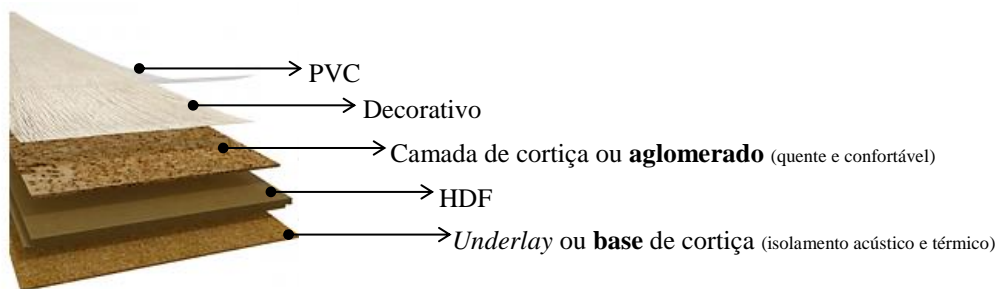 PVC
Decorativo
Camada de cortiça ou aglomerado (quente e confortável)
HDF
Underlay ou base de cortiça (isolamento acústico e térmico)